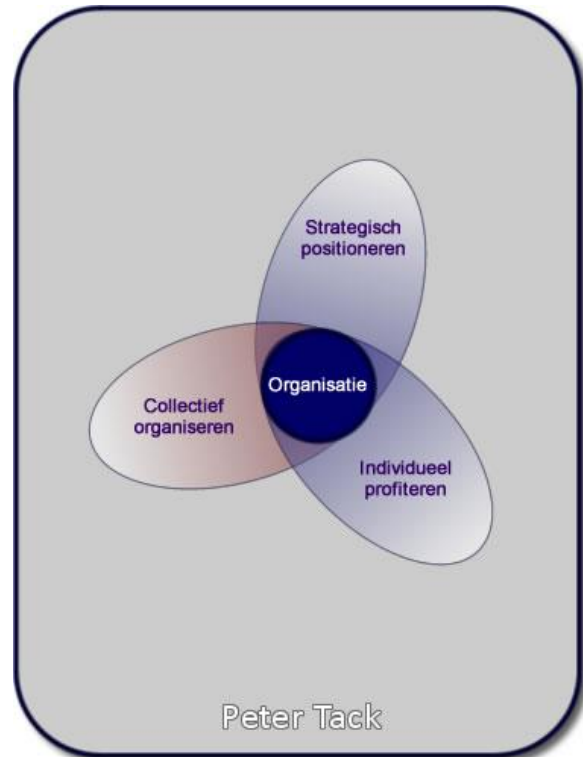 Strategisch
positioneren
Organisatie
Collectief
organiseren
Individueel
profiteren
Peter Tack